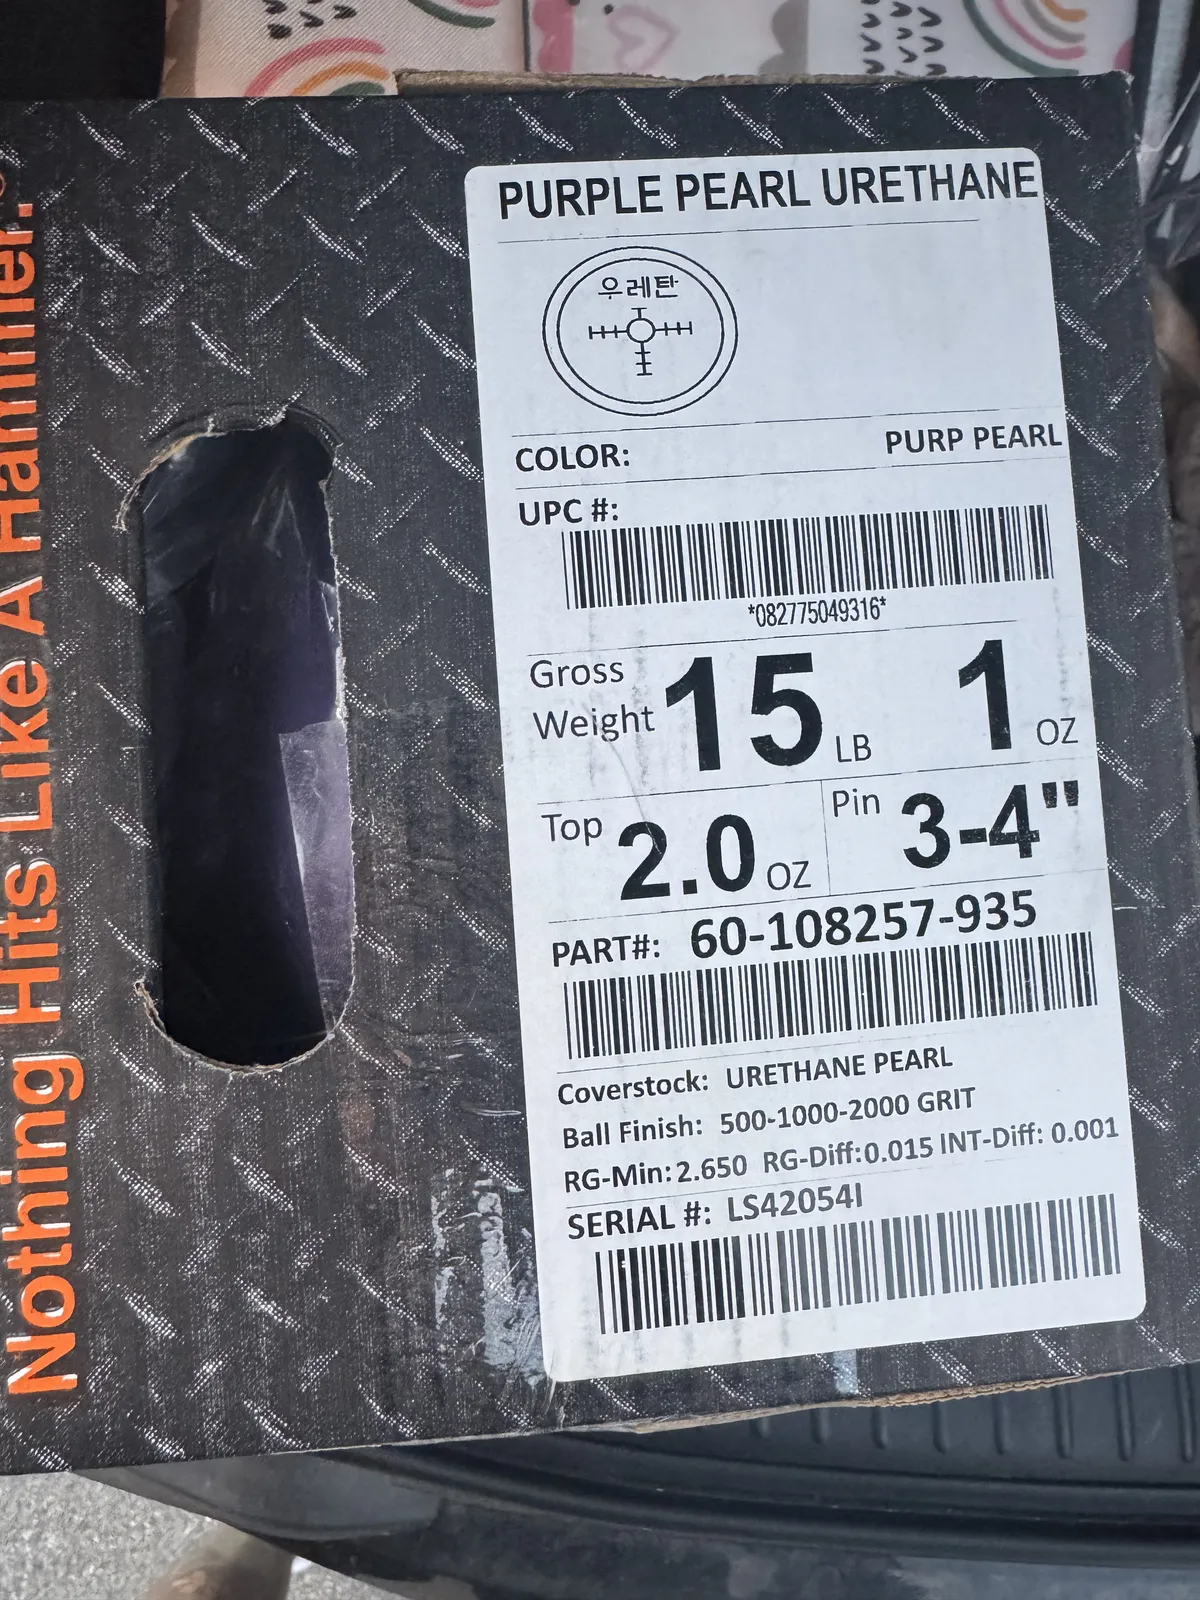 Nothing Hits Like A Hammer.®
PURPLE PEARL URETHANE
우레탄
COLOR: PURP PEARL
UPC #:
*082775049316*
Gross Weight 15 LB 1 OZ
Top 2.0 OZ Pin 3-4"
PART#: 60-108257-935
Coverstock: URETHANE PEARL
Ball Finish: 500-1000-2000 GRIT
RG-Min: 2.650 RG-Diff:0.015 INT-Diff: 0.001
SERIAL #: LS42054I